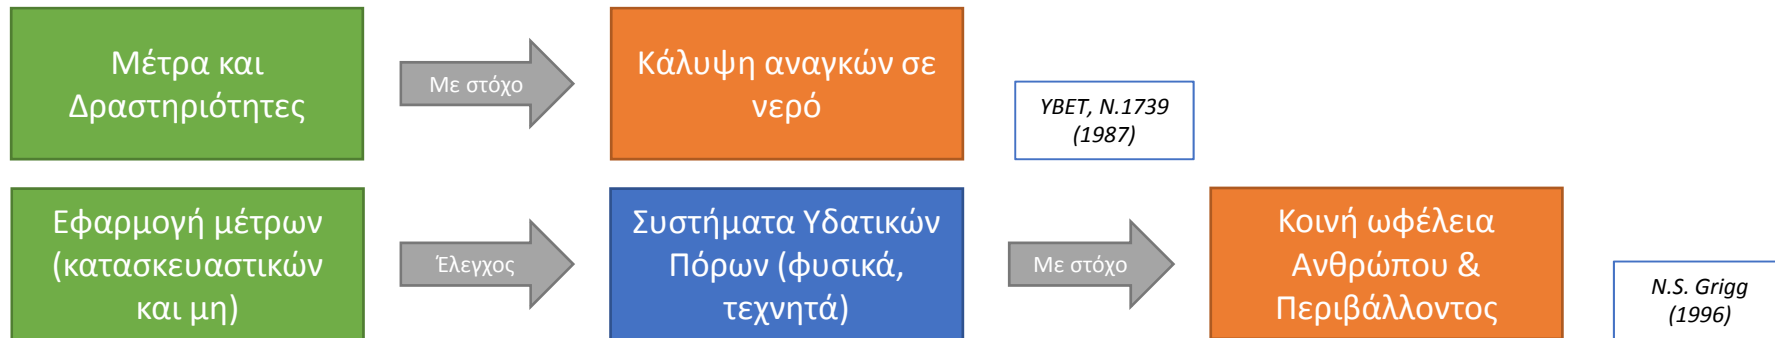 Μέτρα και
Δραστηριότητες
Με στόχο
Κάλυψη αναγκών σε
νερό
ΥΒΕΤ, Ν.1739
(1987)
Εφαρμογή μέτρων
(κατασκευαστικών
και μη)
Έλεγχος
Συστήματα Υδατικών
Πόρων (φυσικά,
τεχνητά)
Με στόχο
Κοινή ωφέλεια
Ανθρώπου &
Περιβάλλοντος
N.S. Grigg
(1996)